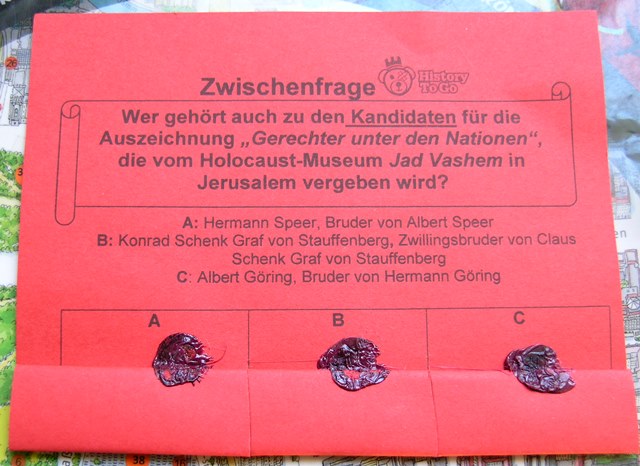 Zwischenfrage
History
To Go
Wer gehört auch zu den Kandidaten für die
Auszeichnung „Gerechter unter den Nationen“,
die vom Holocaust-Museum Jad Vashem in
Jerusalem vergeben wird?
A: Hermann Speer, Bruder von Albert Speer
B: Konrad Schenk Graf von Stauffenberg, Zwillingsbruder von Claus
Schenk Graf von Stauffenberg
C: Albert Göring, Bruder von Hermann Göring
A B C